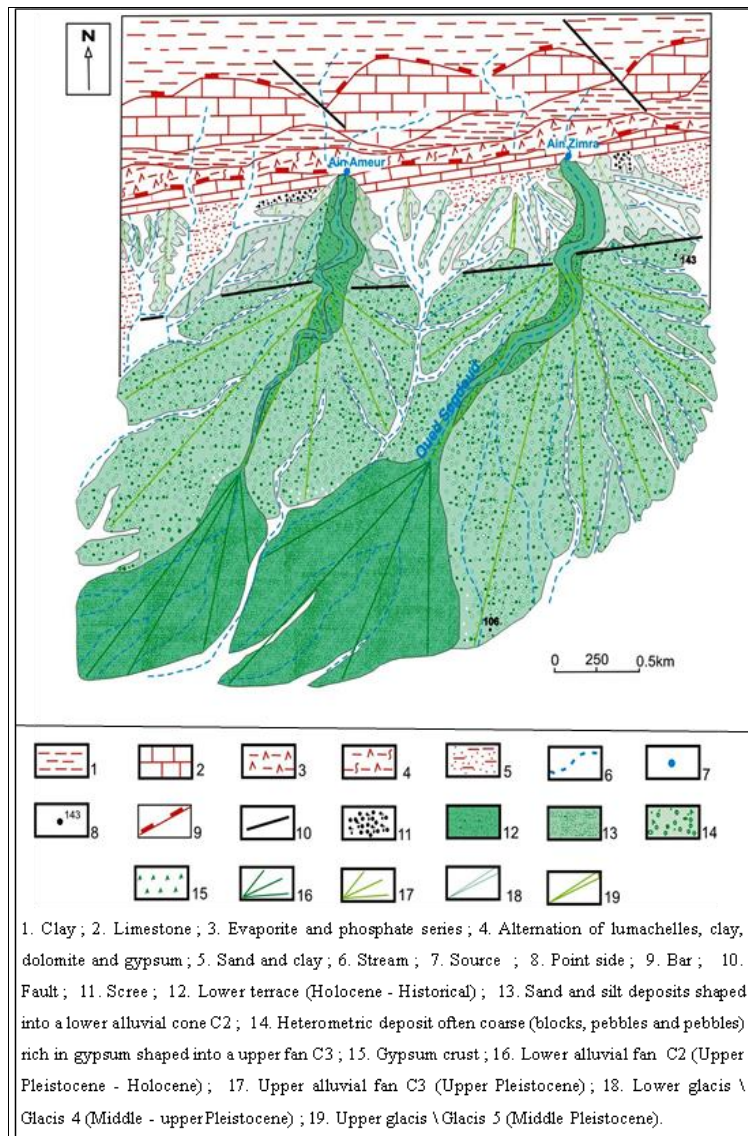 N
Ain Ameur
Ain Zimra
143
Oued Segdoud
106
0 250 0.5km
1 2 3 4 5 6 7
143
8 9 10 11 12 13 14
15 16 17 18 19
1. Clay ; 2. Limestone ; 3. Evaporite and phosphate series ; 4. Alternation of lumachelles, clay,
dolomite and gypsum ; 5. Sand and clay ; 6. Stream ; 7. Source ; 8. Point side ; 9. Bar ; 10.
Fault ; 11. Scree ; 12. Lower terrace (Holocene - Historical) ; 13. Sand and silt deposits shaped
into a lower alluvial cone C2 ; 14. Heterometric deposit often coarse (blocks, pebbles and pebbles)
rich in gypsum shaped into a upper fan C3 ; 15. Gypsum crust ; 16. Lower alluvial fan C2 (Upper
Pleistocene - Holocene) ; 17. Upper alluvial fan C3 (Upper Pleistocene) ; 18. Lower glacis \
Glacis 4 (Middle - upper Pleistocene) ; 19. Upper glacis \ Glacis 5 (Middle Pleistocene).